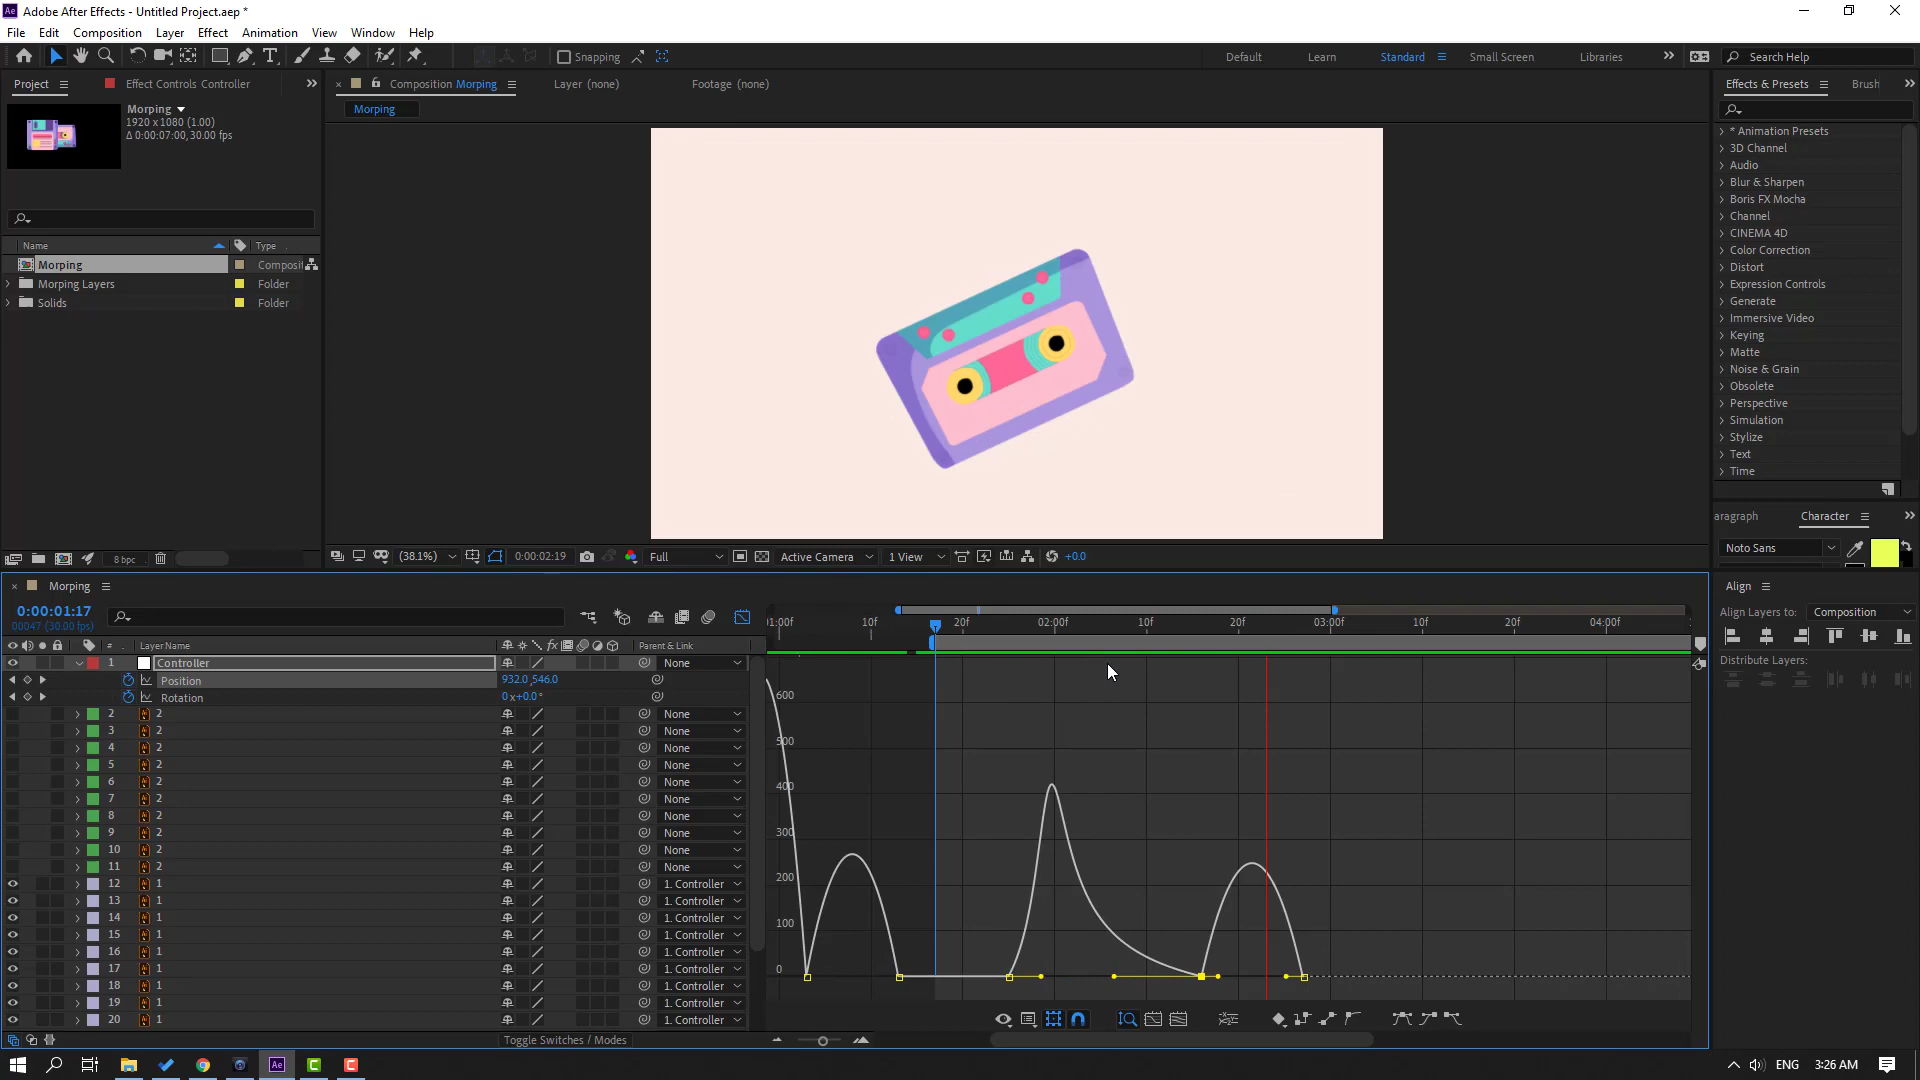 Adobe After Effects - Untitled Project.aep *
File Edit Composition Layer Effect Animation View Window Help
Snapping
Default Learn Standard Small Screen Libraries
Search Help
Project Effect Controls Controller
Composition Morping Layer (none) Footage (none)
Effects & Presets Brush
Morping
1920 x 1080 (1.00)
Δ 0:00:07:00, 30.00 fps
Morping
Name Type
Morping Composit
Morping Layers Folder
Solids Folder
* Animation Presets
3D Channel
Audio
Blur & Sharpen
Boris FX Mocha
Channel
CINEMA 4D
Color Correction
Distort
Expression Controls
Generate
Immersive Video
Keying
Matte
Noise & Grain
Obsolete
Perspective
Simulation
Stylize
Text
Time
aragraph Character
Noto Sans
8 bpc
(38.1%) 0:00:02:19 Full Active Camera 1 View +0.0
Morping
0:00:01:17
00047 (30.00 fps)
# Layer Name Parent & Link
1 Controller None
Position 932.0,546.0
Rotation 0x+0.0°
2 2 None
3 2 None
4 2 None
5 2 None
6 2 None
7 2 None
8 2 None
9 2 None
10 2 None
11 2 None
12 1 1. Controller
13 1 1. Controller
14 1 1. Controller
15 1 1. Controller
16 1 1. Controller
17 1 1. Controller
18 1 1. Controller
19 1 1. Controller
20 1 1. Controller
Toggle Switches / Modes
01:00f 10f 20f 02:00f 10f 20f 03:00f 10f 20f 04:00f
600
500
400
300
200
100
0
Align
Align Layers to: Composition
Distribute Layers:
Ae
ENG 3:26 AM